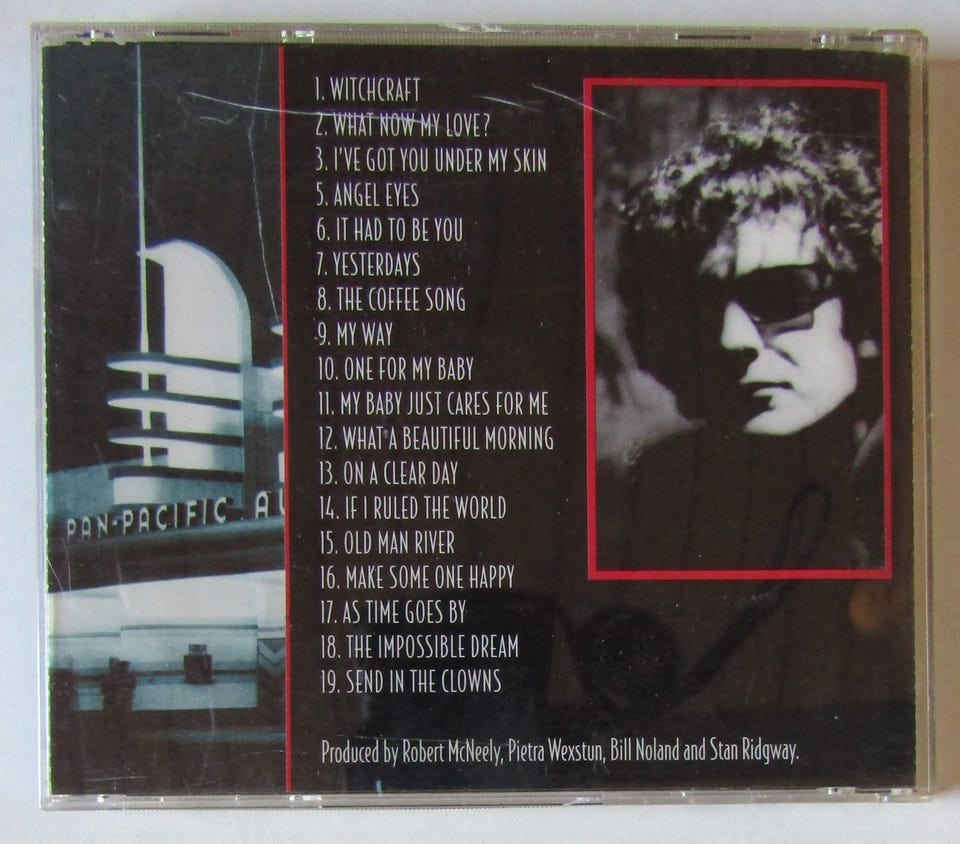 1. WITCHCRAFT
2. WHAT NOW MY LOVE?
3. I'VE GOT YOU UNDER MY SKIN
5. ANGEL EYES
6. IT HAD TO BE YOU
7. YESTERDAYS
8. THE COFFEE SONG
9. MY WAY
10. ONE FOR MY BABY
11. MY BABY JUST CARES FOR ME
12. WHAT A BEAUTIFUL MORNING
13. ON A CLEAR DAY
14. IF I RULED THE WORLD
15. OLD MAN RIVER
16. MAKE SOME ONE HAPPY
17. AS TIME GOES BY
18. THE IMPOSSIBLE DREAM
19. SEND IN THE CLOWNS
Produced by Robert McNeely, Pietra Wexstun, Bill Noland and Stan Ridgway.
PAN-PACIFIC AU